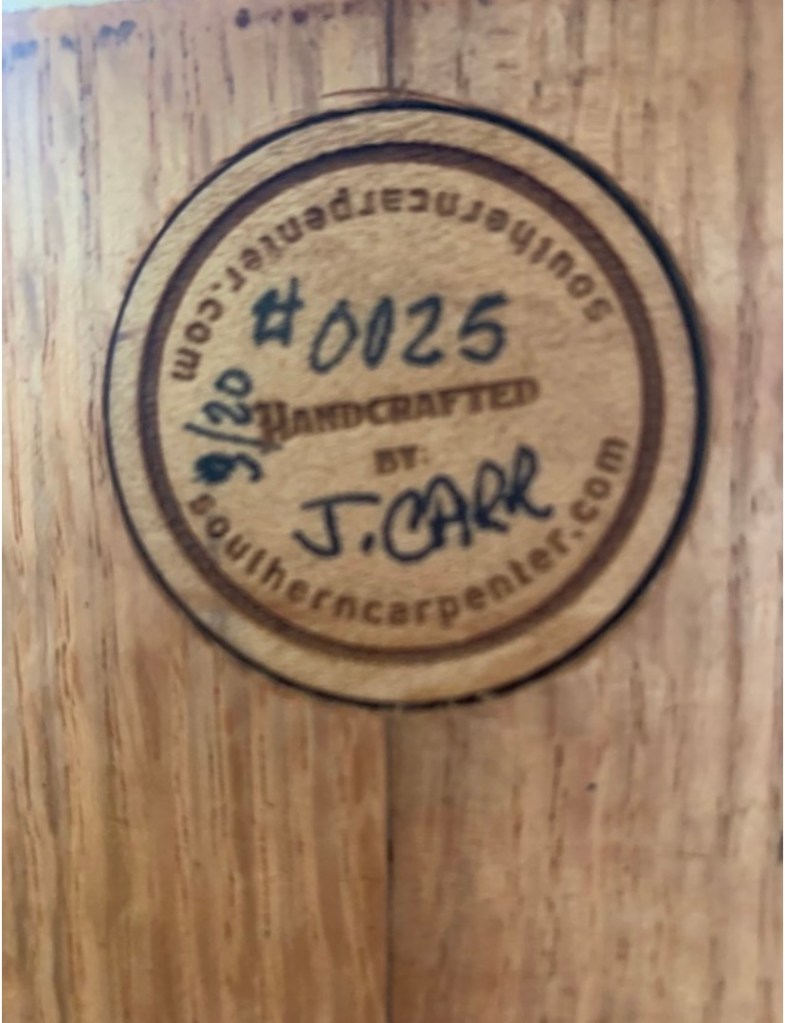 southerncarpenter.com
#0025
9/20
HANDCRAFTED
BY:
J. CARR
southerncarpenter.com